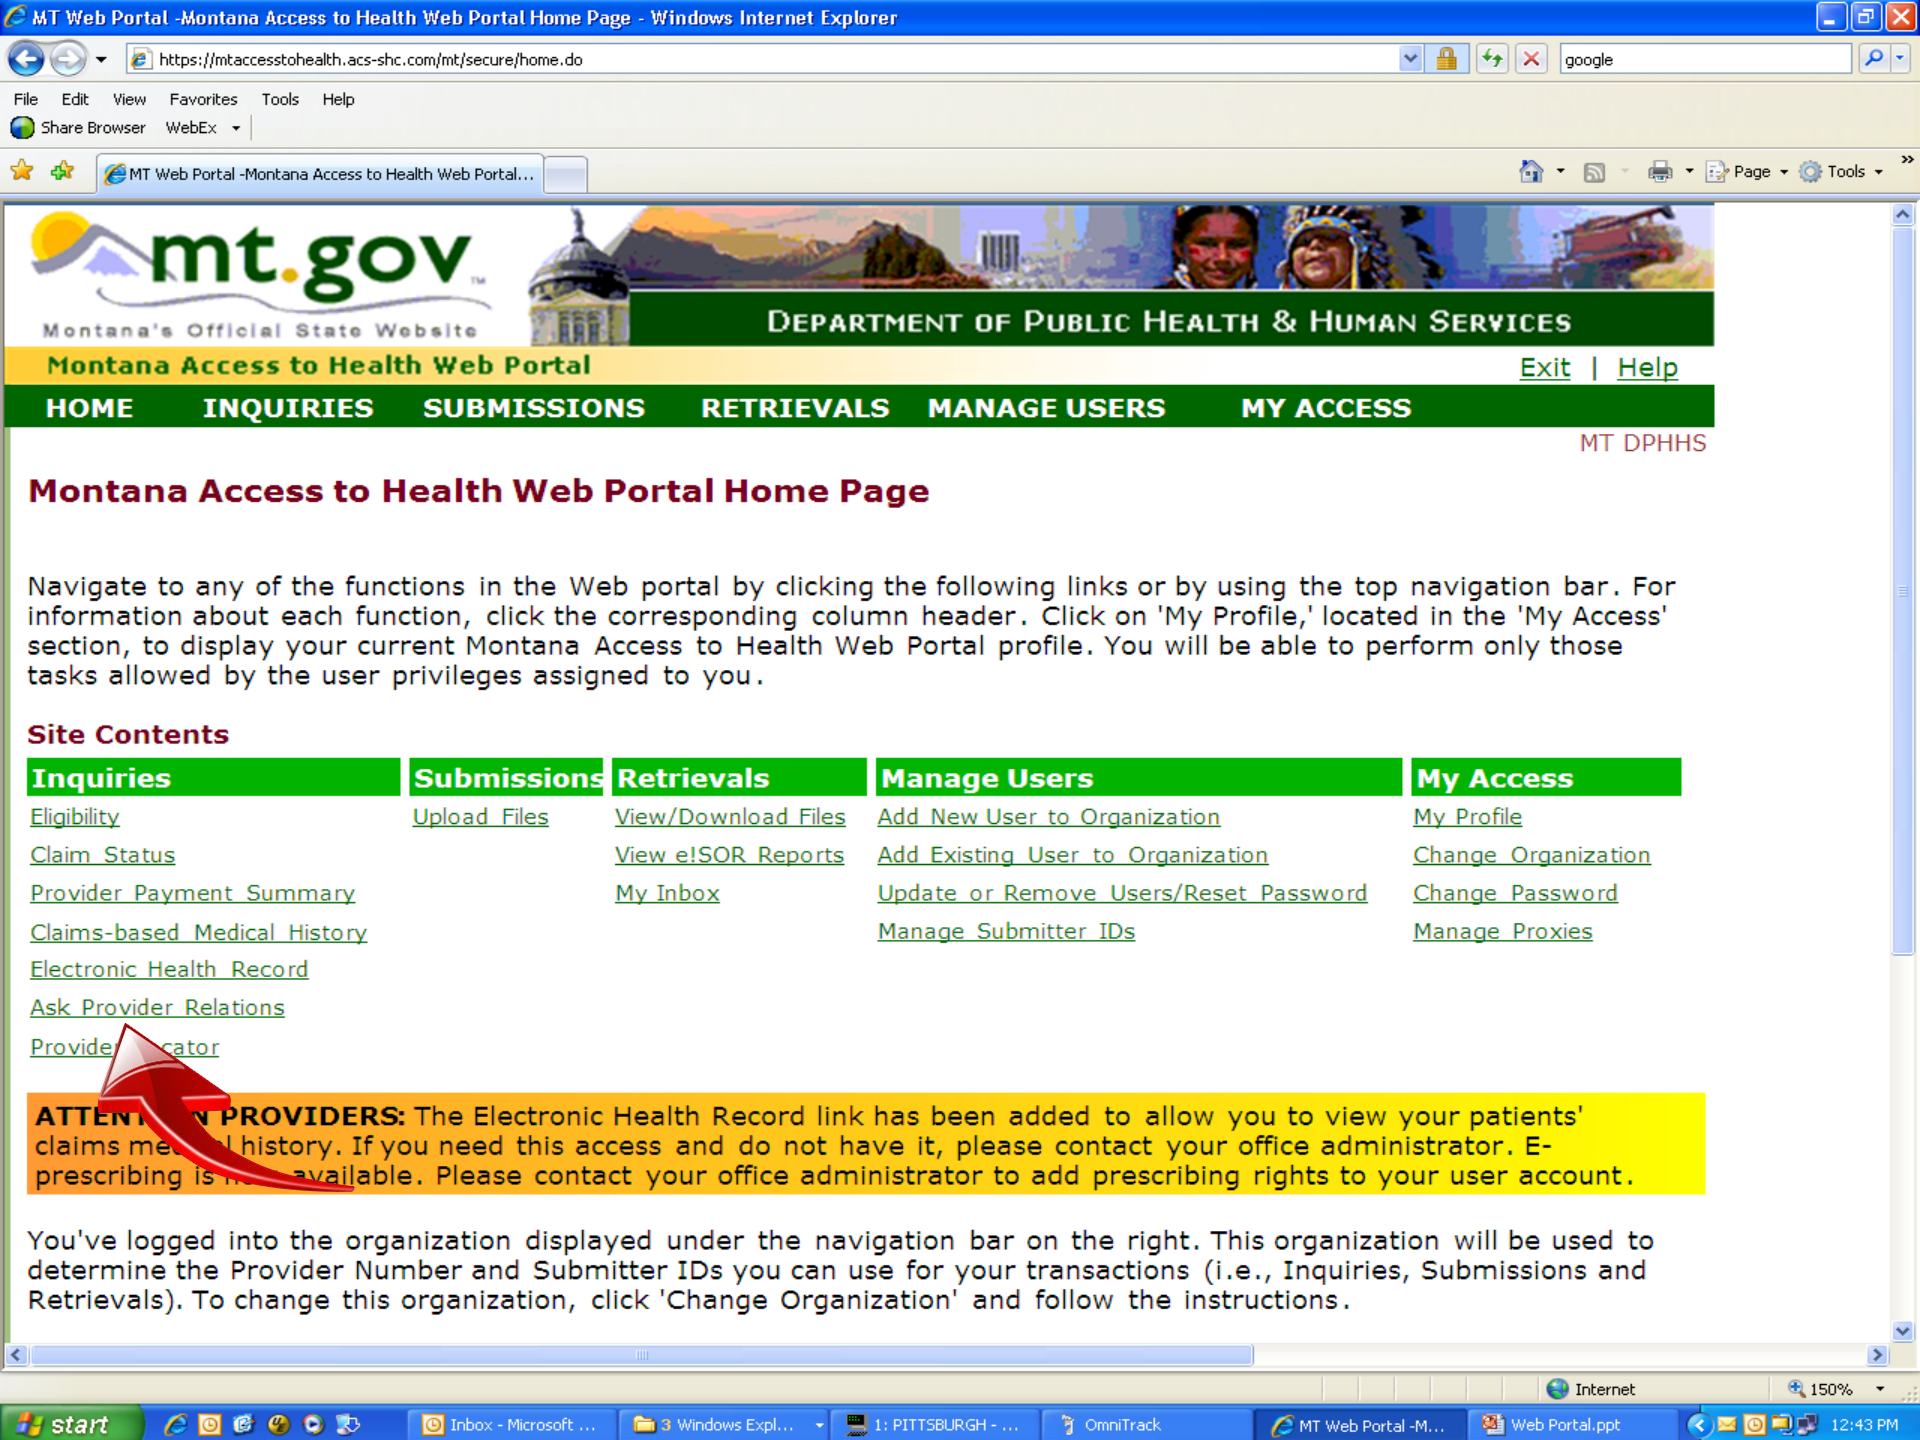 MT Web Portal -Montana Access to Health Web Portal Home Page - Windows Internet Explorer
https://mtaccesstohealth.acs-shc.com/mt/secure/home.do
google
File Edit View Favorites Tools Help
Share Browser WebEx
MT Web Portal -Montana Access to Health Web Portal...
Page Tools »
mt.gov ™
Montana's Official State Website
DEPARTMENT OF PUBLIC HEALTH & HUMAN SERVICES
Montana Access to Health Web Portal
Exit | Help
HOME INQUIRIES SUBMISSIONS RETRIEVALS MANAGE USERS MY ACCESS
MT DPHHS
Montana Access to Health Web Portal Home Page
Navigate to any of the functions in the Web portal by clicking the following links or by using the top navigation bar. For
information about each function, click the corresponding column header. Click on 'My Profile,' located in the 'My Access'
section, to display your current Montana Access to Health Web Portal profile. You will be able to perform only those
tasks allowed by the user privileges assigned to you.
Site Contents
Inquiries Submissions Retrievals Manage Users My Access
Eligibility Upload Files View/Download Files Add New User to Organization My Profile
Claim Status View e!SOR Reports Add Existing User to Organization Change Organization
Provider Payment Summary My Inbox Update or Remove Users/Reset Password Change Password
Claims-based Medical History Manage Submitter IDs Manage Proxies
Electronic Health Record
Ask Provider Relations
ATTENTION PROVIDERS: The Electronic Health Record link has been added to allow you to view your patients'
claims history. If you need this access and do not have it, please contact your office administrator. E-
prescribing is available. Please contact your office administrator to add prescribing rights to your user account.
You've logged into the organization displayed under the navigation bar on the right. This organization will be used to
determine the Provider Number and Submitter IDs you can use for your transactions (i.e., Inquiries, Submissions and
Retrievals). To change this organization, click 'Change Organization' and follow the instructions.
Internet 150%
start Inbox - Microsoft ... 3 Windows Expl... 1: PITTSBURGH - ... OmniTrack MT Web Portal -M... Web Portal.ppt 12:43 PM